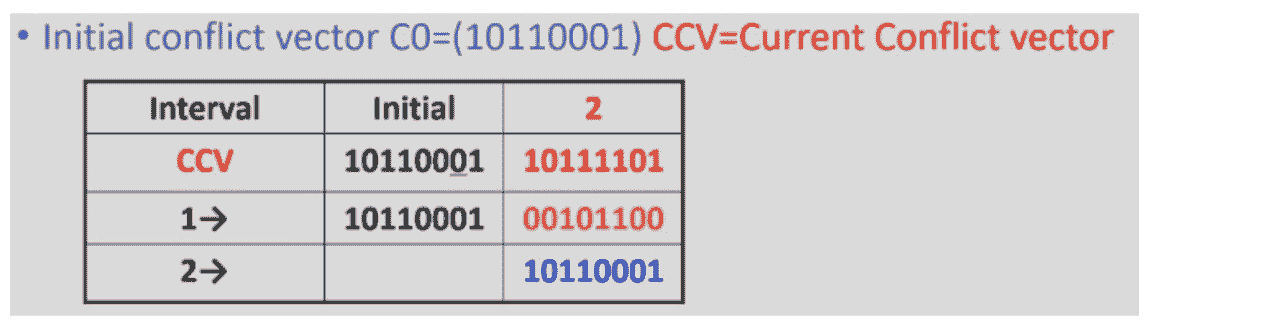 • Initial conflict vector C0=(10110001) CCV=Current Conflict vector
Interval Initial 2
CCV 10110001 10111101
1→ 10110001 00101100
2→ 10110001